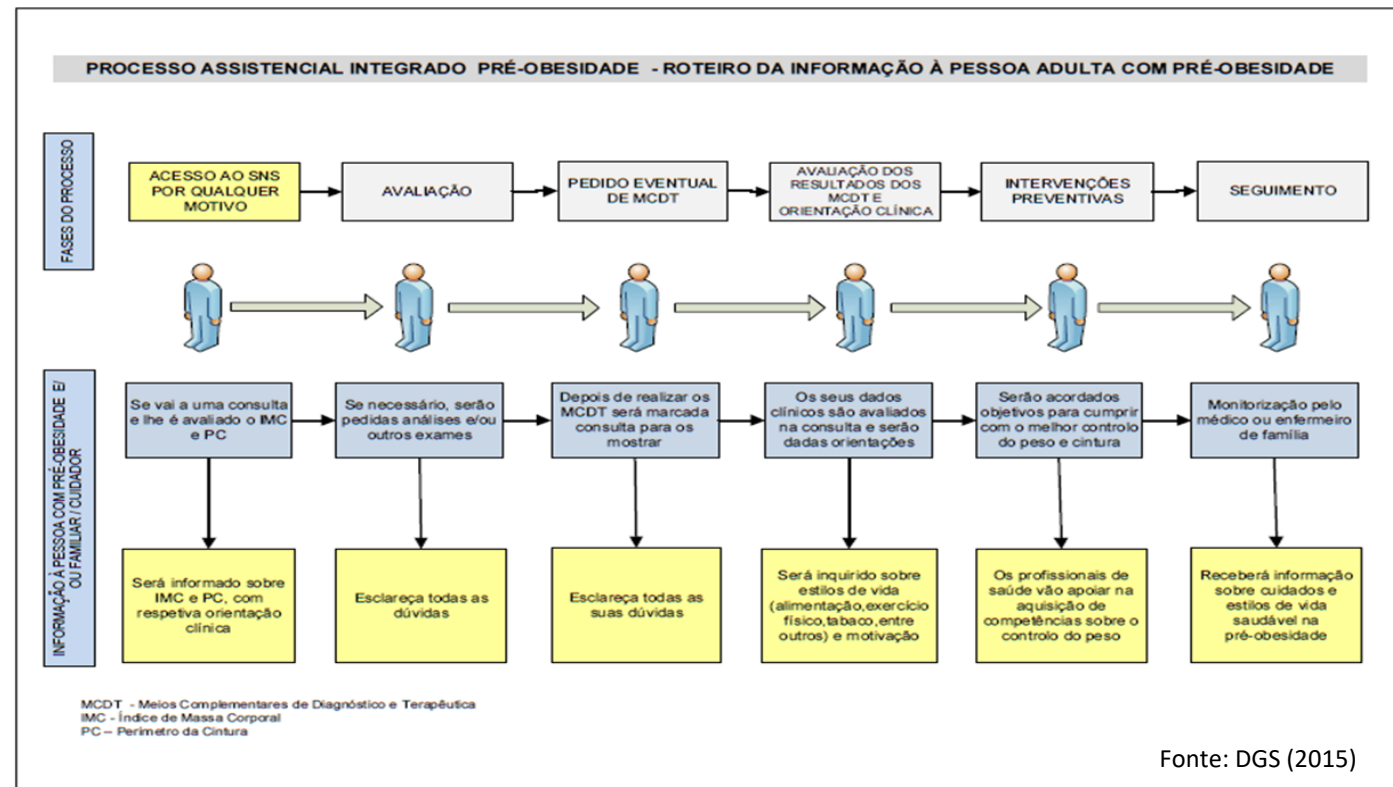 PROCESSO ASSISTENCIAL INTEGRADO PRÉ-OBESIDADE - ROTEIRO DA INFORMAÇÃO À PESSOA ADULTA COM PRÉ-OBESIDADE
FASES DO PROCESSO
ACESSO AO SNS
POR QUALQUER
MOTIVO
AVALIAÇÃO
PEDIDO EVENTUAL
DE MCDT
AVALIAÇÃO DOS
RESULTADOS DOS
MCDT E
ORIENTAÇÃO CLÍNICA
INTERVENÇÕES
PREVENTIVAS
SEGUIMENTO
INFORMAÇÃO À PESSOA COM PRÉ-OBESIDADE E/
OU FAMILIAR / CUIDADOR
Se vai a uma consulta
e lhe é avaliado o IMC
e PC
Se necessário, serão
pedidas análises e/ou
outros exames
Depois de realizar os
MCDT será marcada
consulta para os
mostrar
Os seus dados
clínicos são avaliados
na consulta e serão
dadas orientações
Serão acordados
objetivos para cumprir
com o melhor controlo
do peso e cintura
Monitorização pelo
médico ou enfermeiro
de família
Será informado sobre
IMC e PC, com
respetiva orientação
clínica
Esclareça todas as
dúvidas
Esclareça todas as
suas dúvidas
Será inquirido sobre
estilos de vida
(alimentação,exercício
físico,tabaco,entre
outros) e motivação
Os profissionais de
saúde vão apoiar na
aquisição de
competências sobre o
controlo do peso
Receberá informação
sobre cuidados e
estilos de vida
saudável na
pré-obesidade
MCDT - Meios Complementares de Diagnóstico e Terapêutica
IMC - Índice de Massa Corporal
PC – Perímetro da Cintura
Fonte: DGS (2015)